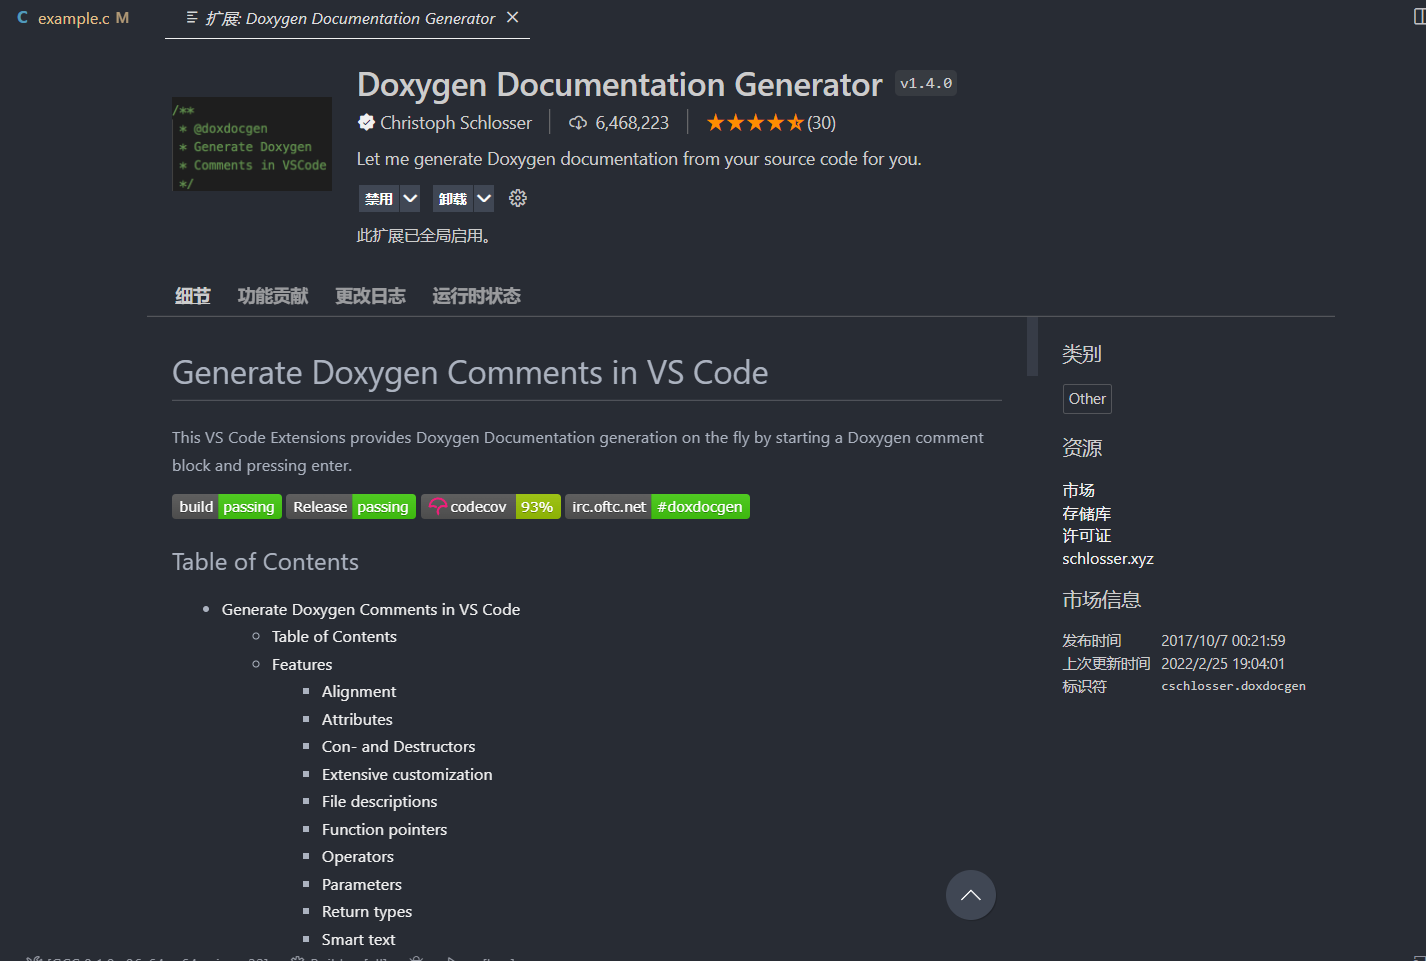 C example.c M
扩展: Doxygen Documentation Generator
/**
* @doxdocgen
* Generate Doxygen
* Comments in VSCode
*/
Doxygen Documentation Generator v1.4.0
Christoph Schlosser 6,468,223 (30)
Let me generate Doxygen documentation from your source code for you.
禁用 卸载
此扩展已全局启用。
细节 功能贡献 更改日志 运行时状态
Generate Doxygen Comments in VS Code
This VS Code Extensions provides Doxygen Documentation generation on the fly by starting a Doxygen comment
block and pressing enter.
build passing Release passing codecov 93% irc.oftc.net #doxdocgen
Table of Contents
Generate Doxygen Comments in VS Code
Table of Contents
Features
Alignment
Attributes
Con- and Destructors
Extensive customization
File descriptions
Function pointers
Operators
Parameters
Return types
Smart text
类别
Other
资源
市场
存储库
许可证
schlosser.xyz
市场信息
发布时间 2017/10/7 00:21:59
上次更新时间 2022/2/25 19:04:01
标识符 cschlosser.doxdocgen